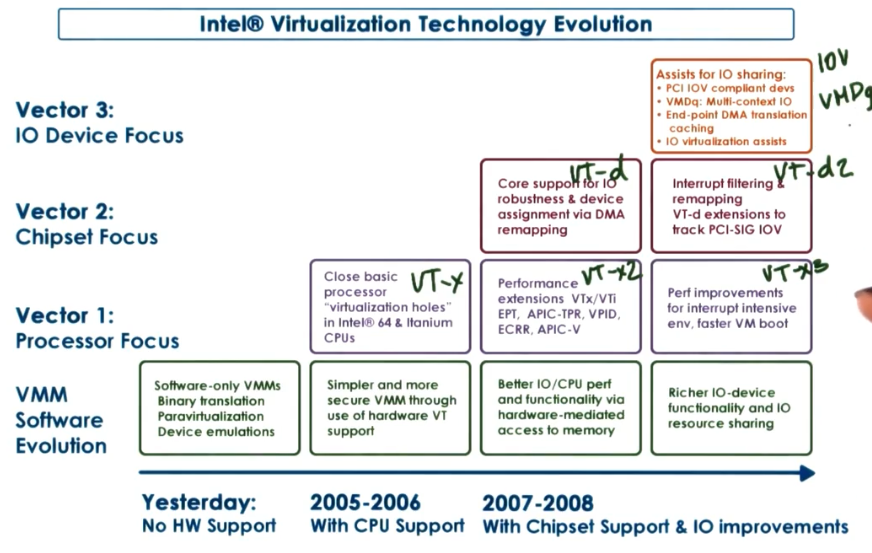 Intel® Virtualization Technology Evolution
Vector 3:
IO Device Focus
Assists for IO sharing:
• PCI IOV compliant devs
• VMDq: Multi-context IO
• End-point DMA translation
caching
• IO virtualization assists
IOV
VMDq
Vector 2:
Chipset Focus
VT-d
Core support for IO
robustness & device
assignment via DMA
remapping
VT-d2
Interrupt filtering &
remapping
VT-d extensions to
track PCI-SIG IOV
Vector 1:
Processor Focus
VT-x
Close basic
processor
"virtualization holes"
in Intel® 64 & Itanium
CPUs
VT-x2
Performance
extensions VTx/VTi
EPT, APIC-TPR, VPID,
ECRR, APIC-V
VT-x3
Perf improvements
for interrupt intensive
env, faster VM boot
VMM
Software
Evolution
Software-only VMMs
Binary translation
Paravirtualization
Device emulations
Simpler and more
secure VMM through
use of hardware VT
support
Better IO/CPU perf
and functionality via
hardware-mediated
access to memory
Richer IO-device
functionality and IO
resource sharing
Yesterday:
No HW Support
2005-2006
With CPU Support
2007-2008
With Chipset Support & IO improvements